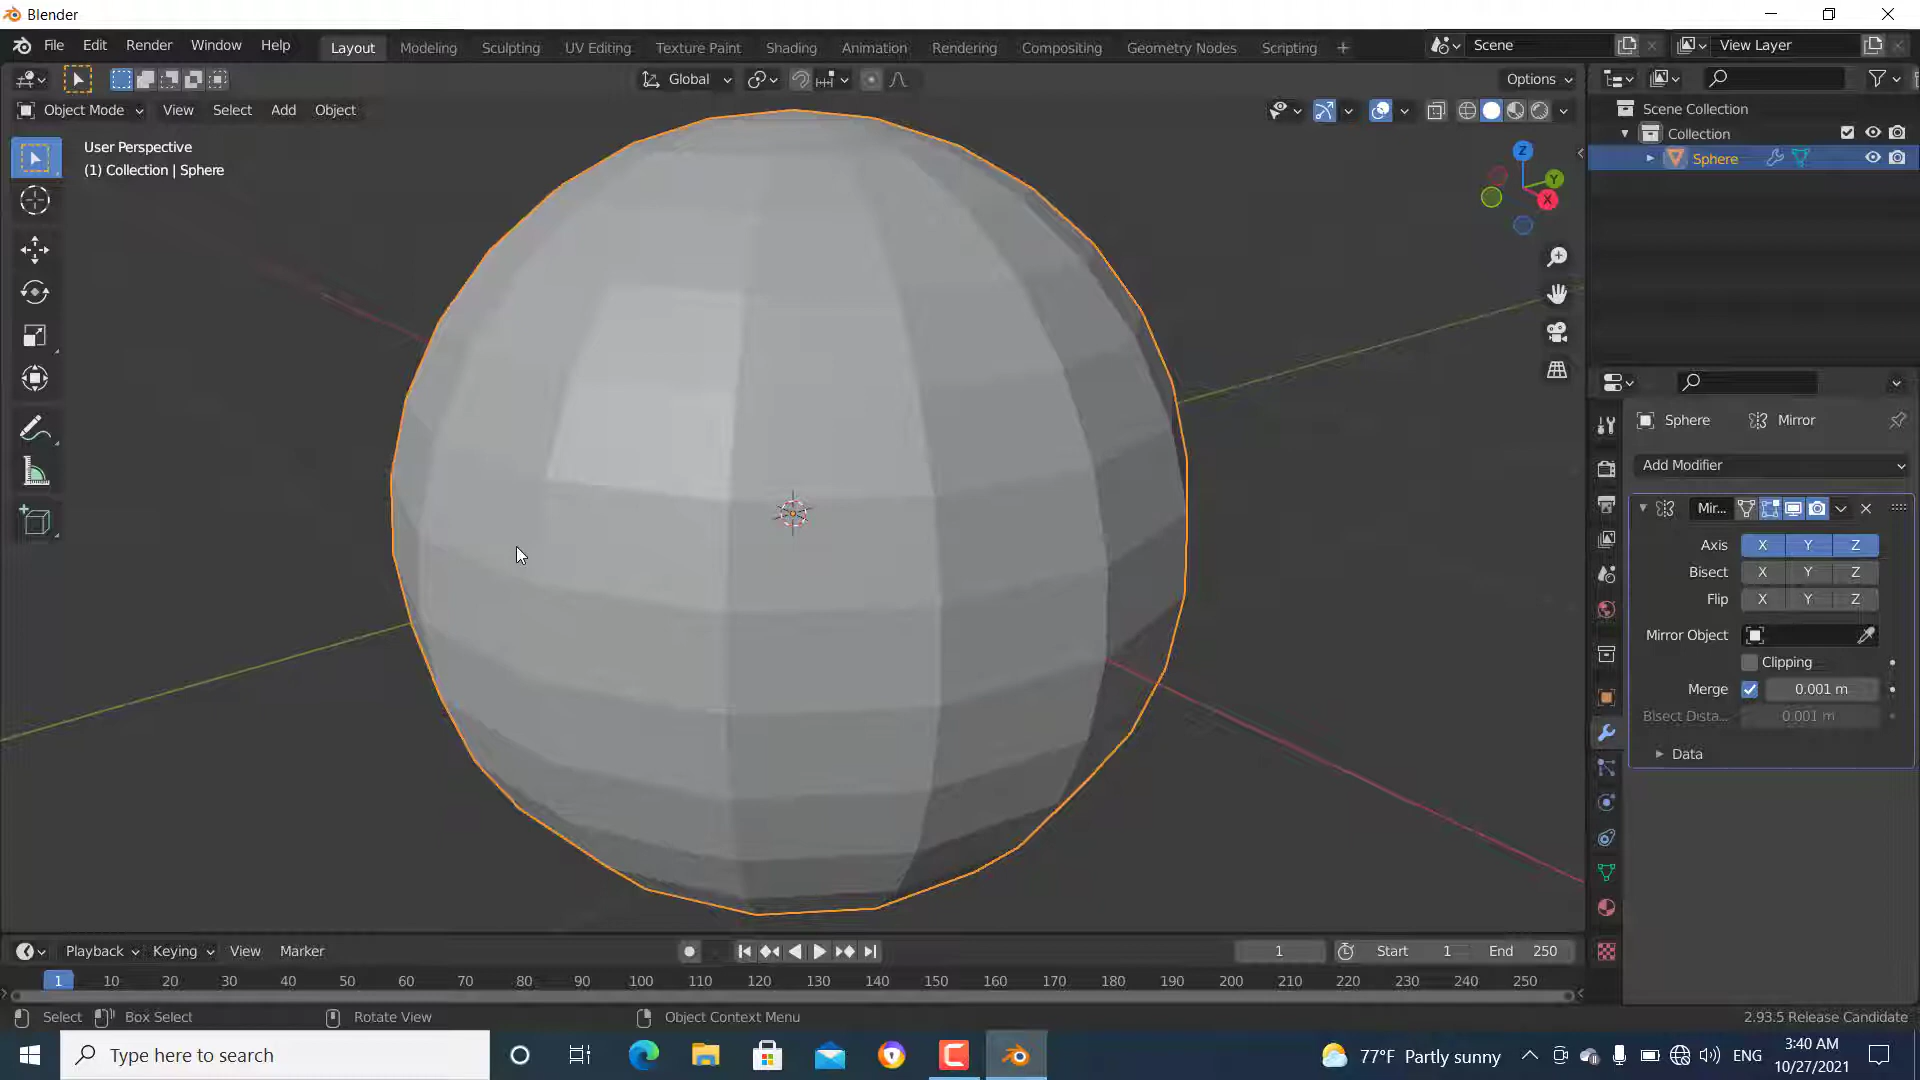 Blender
File Edit Render Window Help Layout Modeling Sculpting UV Editing Texture Paint Shading Animation Rendering Compositing Geometry Nodes Scripting + Scene View Layer
Global Options
Object Mode View Select Add Object
User Perspective
(1) Collection | Sphere
Z
Y
X
Scene Collection
Collection
Sphere
Sphere Mirror
Add Modifier
Mir...
Axis X Y Z
Bisect X Y Z
Flip X Y Z
Mirror Object
Clipping
Merge 0.001 m
Bisect Dista... 0.001 m
Data
Playback Keying View Marker 1 Start 1 End 250
1 10 20 30 40 50 60 70 80 90 100 110 120 130 140 150 160 170 180 190 200 210 220 230 240 250
Select Box Select Rotate View Object Context Menu 2.93.5 Release Candidate
Type here to search 77°F Partly sunny ENG 3:40 AM
10/27/2021